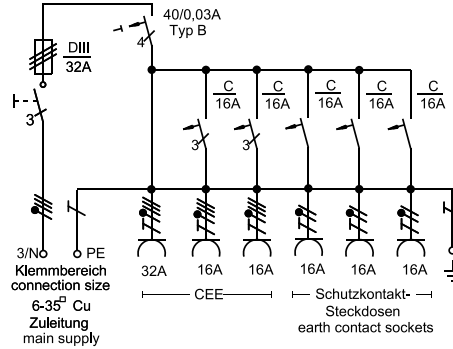 40/0,03A
Typ B
4
DIII
32A
C
16A
C
16A
C
16A
C
16A
C
16A
3
3
3
3/N
PE
32A
16A
16A
16A
16A
16A
Klemmbereich
connection size
6-35□ Cu
Zuleitung
main supply
CEE
Schutzkontakt-
Steckdosen
earth contact sockets